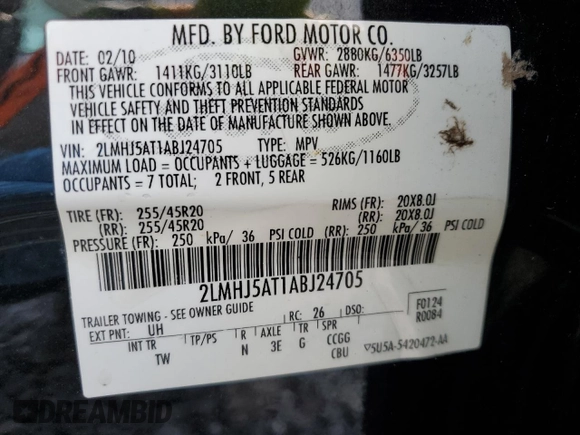 MFD. BY FORD MOTOR CO.
DATE: 02/10 GVWR: 2880KG/6350LB
FRONT GAWR: 1411KG/3110LB REAR GAWR: 1477KG/3257LB
THIS VEHICLE CONFORMS TO ALL APPLICABLE FEDERAL MOTOR
VEHICLE SAFETY AND THEFT PREVENTION STANDARDS
IN EFFECT ON THE DATE OF MANUFACTURE SHOWN ABOVE.
VIN: 2LMHJ5AT1ABJ24705 TYPE: MPV
MAXIMUM LOAD = OCCUPANTS + LUGGAGE = 526KG/1160LB
OCCUPANTS = 7 TOTAL; 2 FRONT, 5 REAR
TIRE (FR): 255/45R20 RIMS (FR): 20X8.0J
(RR): 255/45R20 (RR): 20X8.0J
PRESSURE (FR): 250 kPa/ 36 PSI COLD (RR): 250 kPa/ 36 PSI COLD
2LMHJ5AT1ABJ24705
TRAILER TOWING - SEE OWNER GUIDE
RC: 26 DSO: F0124
EXT PNT: UH R0084
INT TR TP/PS R AXLE TR SPR
TW N 3E G CCGG
CBU ▽5U5A-5420472-AA
DREAMBID